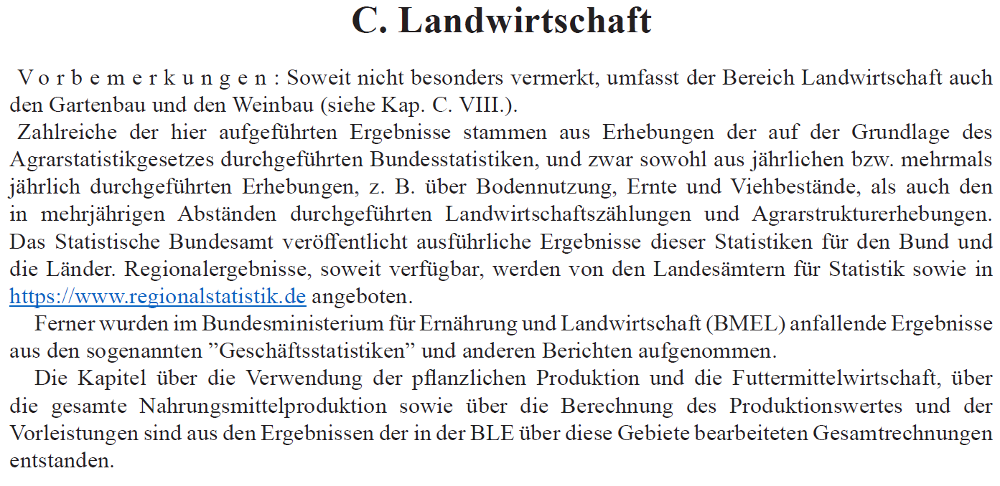 C. Landwirtschaft
V o r b e m e r k u n g e n : Soweit nicht besonders vermerkt, umfasst der Bereich Landwirtschaft auch
den Gartenbau und den Weinbau (siehe Kap. C. VIII.).
Zahlreiche der hier aufgeführten Ergebnisse stammen aus Erhebungen der auf der Grundlage des
Agrarstatistikgesetzes durchgeführten Bundesstatistiken, und zwar sowohl aus jährlichen bzw. mehrmals
jährlich durchgeführten Erhebungen, z. B. über Bodennutzung, Ernte und Viehbestände, als auch den
in mehrjährigen Abständen durchgeführten Landwirtschaftszählungen und Agrarstrukturerhebungen.
Das Statistische Bundesamt veröffentlicht ausführliche Ergebnisse dieser Statistiken für den Bund und
die Länder. Regionalergebnisse, soweit verfügbar, werden von den Landesämtern für Statistik sowie in
https://www.regionalstatistik.de angeboten.
Ferner wurden im Bundesministerium für Ernährung und Landwirtschaft (BMEL) anfallende Ergebnisse
aus den sogenannten ”Geschäftsstatistiken” und anderen Berichten aufgenommen.
Die Kapitel über die Verwendung der pflanzlichen Produktion und die Futtermittelwirtschaft, über
die gesamte Nahrungsmittelproduktion sowie über die Berechnung des Produktionswertes und der
Vorleistungen sind aus den Ergebnissen der in der BLE über diese Gebiete bearbeiteten Gesamtrechnungen
entstanden.